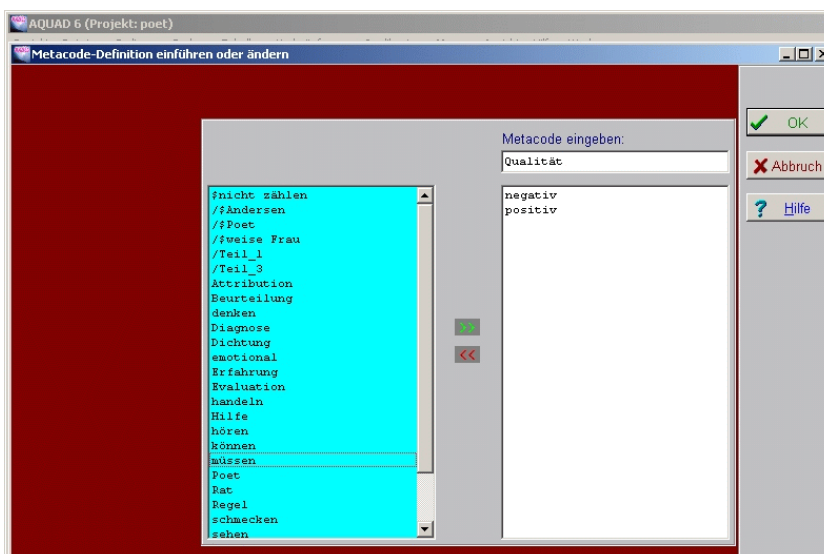 AQUAD 6 (Projekt: poet)
Metacode-Definition einführen oder ändern
Metacode eingeben:
Qualität
$nicht zählen
/$Andersen
/$Poet
/$weise Frau
/Teil_1
/Teil_3
Attribution
Beurteilung
denken
Diagnose
Dichtung
emotional
Erfahrung
Evaluation
handeln
Hilfe
hören
können
müssen
Poet
Rat
Regel
schmecken
sehen
>>
<<
negativ
positiv
OK
Abbruch
? Hilfe